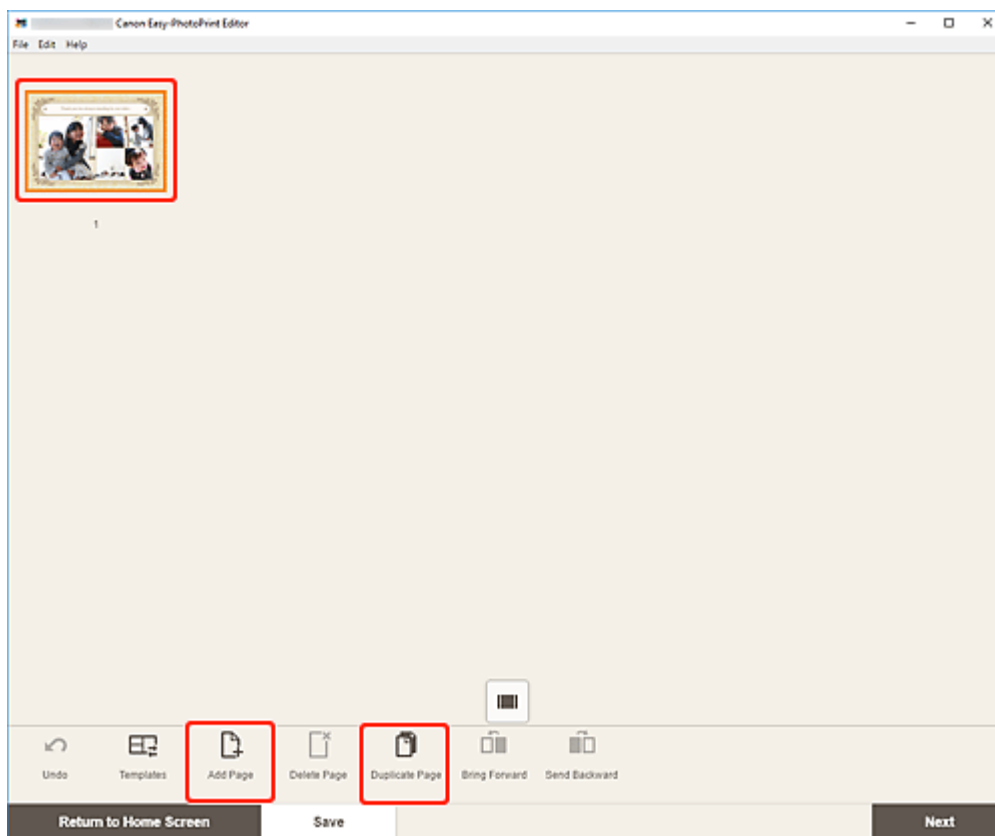 Canon Easy-PhotoPrint Editor
File Edit Help
1
Undo Templates Add Page Delete Page Duplicate Page Bring Forward Send Backward
Return to Home Screen Save Next